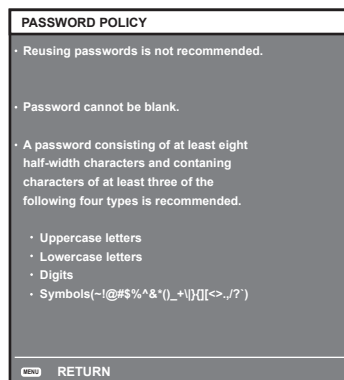 PASSWORD POLICY
· Reusing passwords is not recommended.
· Password cannot be blank.
· A password consisting of at least eight
half-width characters and contaning
characters of at least three of the
following four types is recommended.
· Uppercase letters
· Lowercase letters
· Digits
· Symbols(~!@#$%^&*()_+\|}{][<>.,/?`)
MENU RETURN